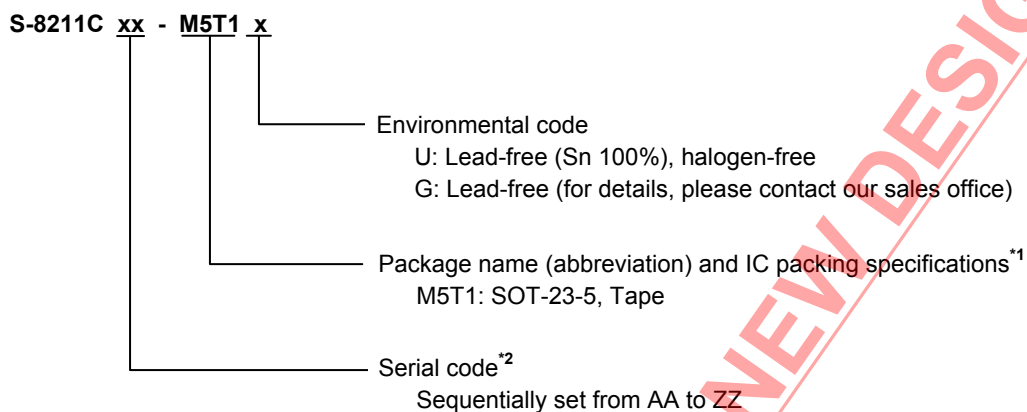 S-8211C xx - M5T1 x
Environmental code
U: Lead-free (Sn 100%), halogen-free
G: Lead-free (for details, please contact our sales office)
Package name (abbreviation) and IC packing specifications*1
M5T1: SOT-23-5, Tape
Serial code*2
Sequentially set from AA to ZZ
NEW DESIG